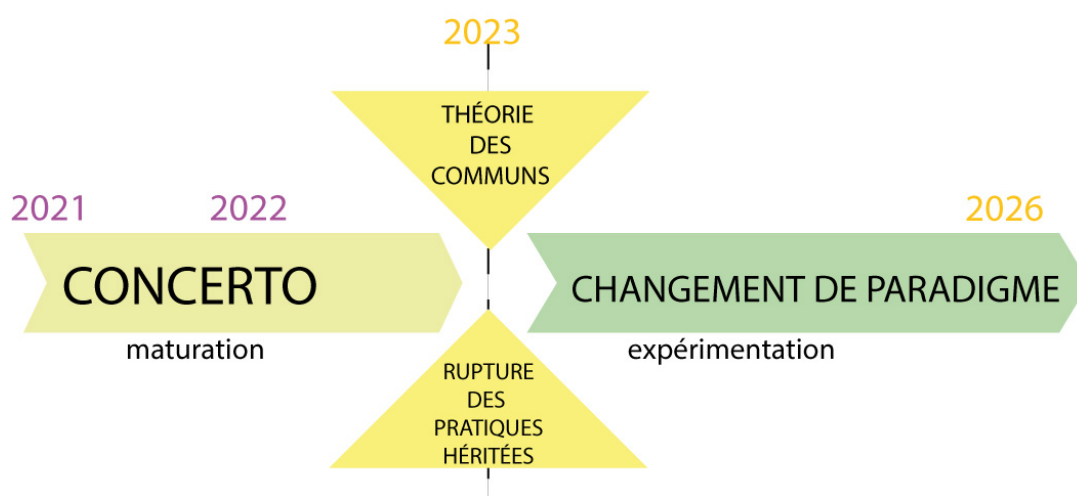 2023
THÉORIE
DES
COMMUNS
2021
2022
2026
CONCERTO
CHANGEMENT DE PARADIGME
maturation
expérimentation
RUPTURE
DES
PRATIQUES
HÉRITÉES